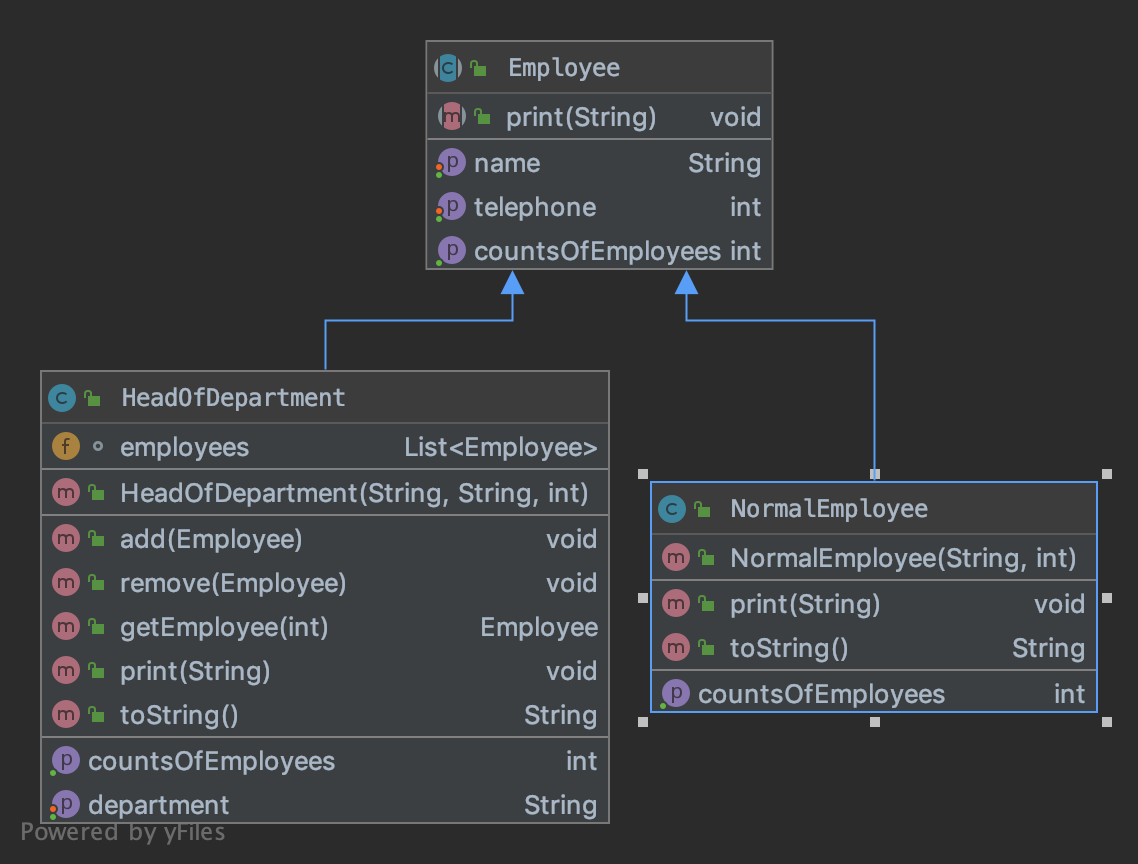 Employee
print(String) void
name String
telephone int
countsOfEmployees int
HeadOfDepartment
employees List<Employee>
HeadOfDepartment(String, String, int)
add(Employee) void
remove(Employee) void
getEmployee(int) Employee
print(String) void
toString() String
countsOfEmployees int
department String
NormalEmployee
NormalEmployee(String, int)
print(String) void
toString() String
countsOfEmployees int
Powered by yFiles